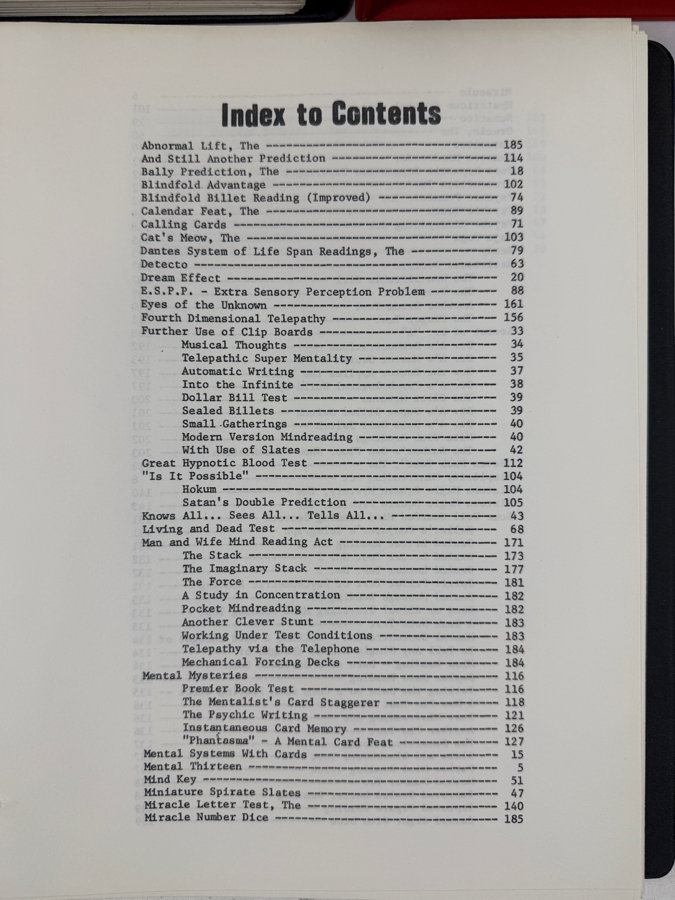 Index to Contents
Abnormal Lift, The ------------------------------------ 185
And Still Another Prediction -------------------------- 114
Bally Prediction, The --------------------------------- 18
Blindfold Advantage ----------------------------------- 102
Blindfold Billet Reading (Improved) ------------------- 74
Calendar Feat, The ------------------------------------ 89
Calling Cards ----------------------------------------- 71
Cat's Meow, The --------------------------------------- 103
Dantes System of Life Span Readings, The -------------- 79
Detecto ----------------------------------------------- 63
Dream Effect ------------------------------------------ 20
E.S.P.P. - Extra Sensory Perception Problem ----------- 88
Eyes of the Unknown ----------------------------------- 161
Fourth Dimensional Telepathy -------------------------- 156
Further Use of Clip Boards ---------------------------- 33
Musical Thoughts -------------------------------- 34
Telepathic Super Mentality ---------------------- 35
Automatic Writing ------------------------------- 37
Into the Infinite ------------------------------- 38
Dollar Bill Test -------------------------------- 39
Sealed Billets ---------------------------------- 39
Small Gatherings -------------------------------- 40
Modern Version Mindreading ---------------------- 40
With Use of Slates ------------------------------ 42
Great Hypnotic Blood Test ----------------------------- 112
"Is It Possible" -------------------------------------- 104
Hokum ------------------------------------------- 104
Satan's Double Prediction ----------------------- 105
Knows All... Sees All... Tells All... ----------------- 43
Living and Dead Test ---------------------------------- 68
Man and Wife Mind Reading Act ------------------------- 171
The Stack --------------------------------------- 173
The Imaginary Stack ----------------------------- 177
The Force --------------------------------------- 181
A Study in Concentration ------------------------ 182
Pocket Mindreading ------------------------------ 182
Another Clever Stunt ---------------------------- 183
Working Under Test Conditions ------------------- 183
Telepathy via the Telephone --------------------- 184
Mechanical Forcing Decks ------------------------ 184
Mental Mysteries -------------------------------------- 116
Premier Book Test ------------------------------- 116
The Mentalist's Card Staggerer ------------------ 118
The Psychic Writing ----------------------------- 121
Instantaneous Card Memory ----------------------- 126
"Phantasma" - A Mental Card Feat ---------------- 127
Mental Systems With Cards ----------------------------- 15
Mental Thirteen --------------------------------------- 5
Mind Key ---------------------------------------------- 51
Miniature Spirate Slates ------------------------------ 47
Miracle Letter Test, The ------------------------------ 140
Miracle Number Dice ----------------------------------- 185